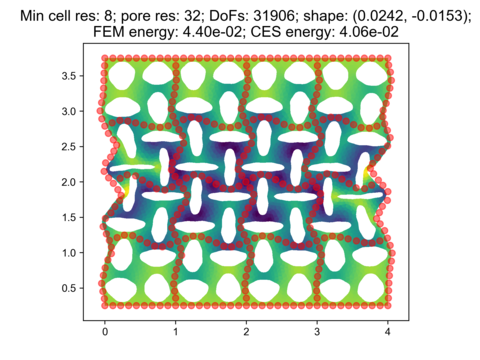 Min cell res: 8; pore res: 32; DoFs: 31906; shape: (0.0242, -0.0153);
FEM energy: 4.40e-02; CES energy: 4.06e-02
3.5
3.0
2.5
2.0
1.5
1.0
0.5
0 1 2 3 4